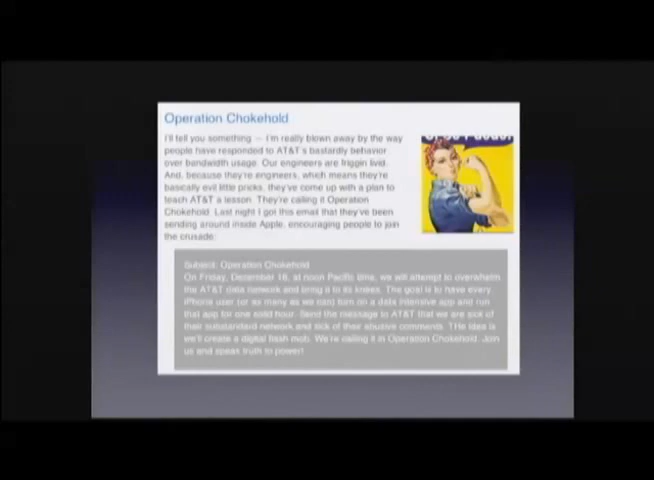 Operation Chokehold
I'll tell you something — I'm really blown away by the way
people have responded to AT&T's bastardly behavior
over bandwidth usage. Our engineers are friggin livid.
And, because they're engineers, which means they're
basically evil little pricks, they've come up with a plan to
teach AT&T a lesson. They're calling it Operation
Chokehold. Last night I got this email that they've been
sending around inside Apple, encouraging people to join
the crusade:
Subject: Operation Chokehold
On Friday, December 18, at noon Pacific time, we will attempt to overwhelm
the AT&T data network and bring it to its knees. The goal is to have every
iPhone user (or as many as we can) turn on a data intensive app and run
that app for one solid hour. Send the message to AT&T that we are sick of
their substandard network and sick of their abusive comments. THe idea is
we'll create a digital flash mob. We're calling it in Operation Chokehold. Join
us and speak truth to power!